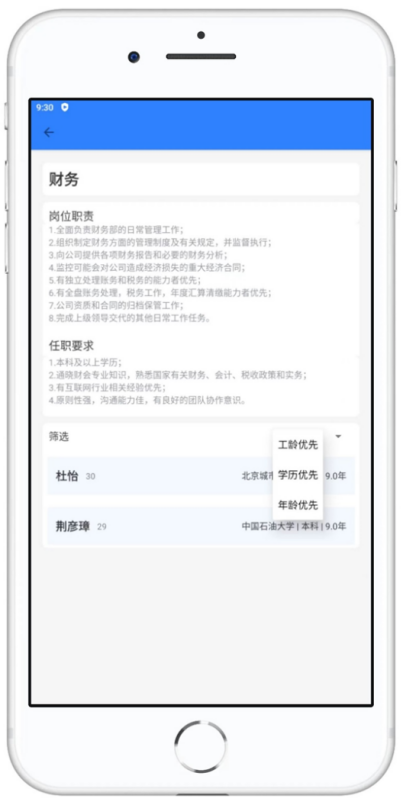 9:30
财务
岗位职责
1.全面负责财务部的日常管理工作；
2.组织制定财务方面的管理制度及有关规定，并监督执行；
3.向公司提供各项财务报告和必要的财务分析；
4.监控可能会对公司造成经济损失的重大经济合同；
5.有独立处理账务和税务的能力者优先；
6.有全盘账务处理，税务工作，年度汇算清缴能力者优先；
7.公司资质和合同的归档保管工作；
8.完成上级领导交代的其他日常工作任务。
任职要求
1.本科及以上学历；
2.通晓财会专业知识，熟悉国家有关财务、会计、税收政策和实务；
3.有互联网行业相关经验优先；
4.原则性强，沟通能力佳，有良好的团队协作意识。
筛选
工龄优先
学历优先
年龄优先
杜怡 30 北京城市 9.0年
荆彦璋 29 中国石油大学 | 本科 | 9.0年